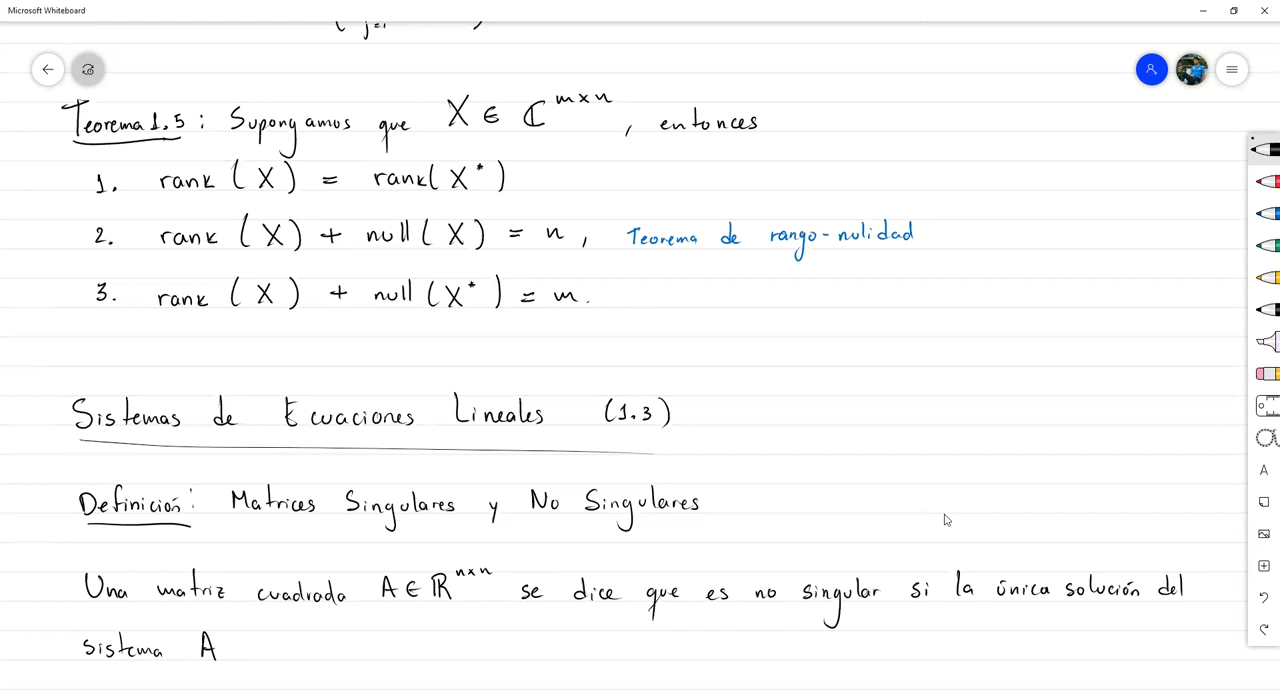 Microsoft Whiteboard
Teorema 1.5 : Supongamos que X ∈ ℂ^{m×n}, entonces
1. rank (X) = rank(X*)
2. rank (X) + null(X) = n, Teorema de rango-nulidad
3. rank (X) + null(X*) = m.
Sistemas de Ecuaciones Lineales (1.3)
Definición: Matrices Singulares y No Singulares
Una matriz cuadrada A ∈ ℝ^{n×n} se dice que es no singular si la única solución del
sistema A